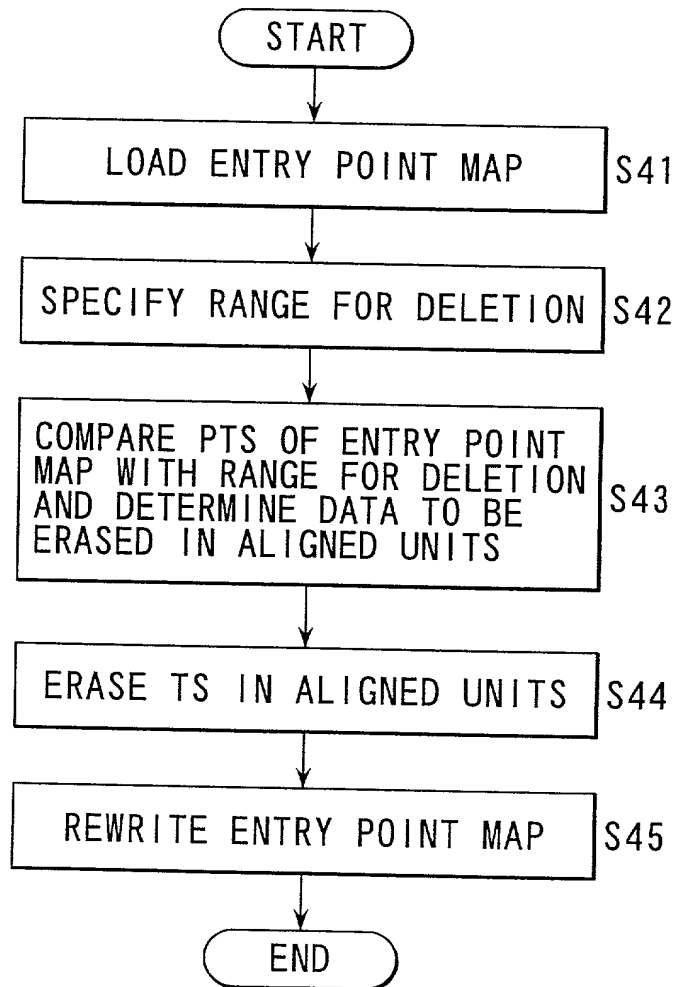 START
LOAD ENTRY POINT MAP
S41
SPECIFY RANGE FOR DELETION
S42
COMPARE PTS OF ENTRY POINT
MAP WITH RANGE FOR DELETION
AND DETERMINE DATA TO BE
ERASED IN ALIGNED UNITS
S43
ERASE TS IN ALIGNED UNITS
S44
REWRITE ENTRY POINT MAP
S45
END